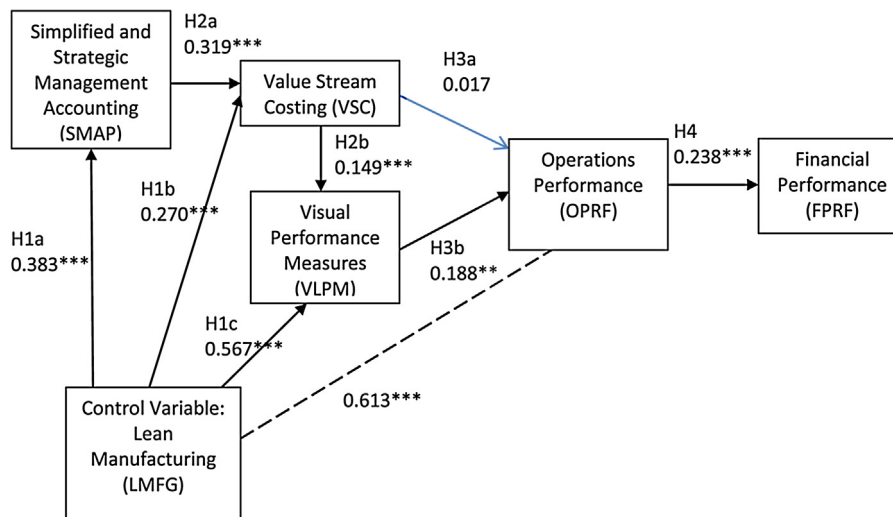 Simplified and
Strategic
Management
Accounting
(SMAP)
H2a
0.319***
Value Stream
Costing (VSC)
H3a
0.017
H2b
0.149***
H1b
0.270***
H1a
0.383***
Visual
Performance
Measures
(VLPM)
H3b
0.188**
Operations
Performance
(OPRF)
H4
0.238***
Financial
Performance
(FPRF)
H1c
0.567***
0.613***
Control Variable:
Lean
Manufacturing
(LMFG)